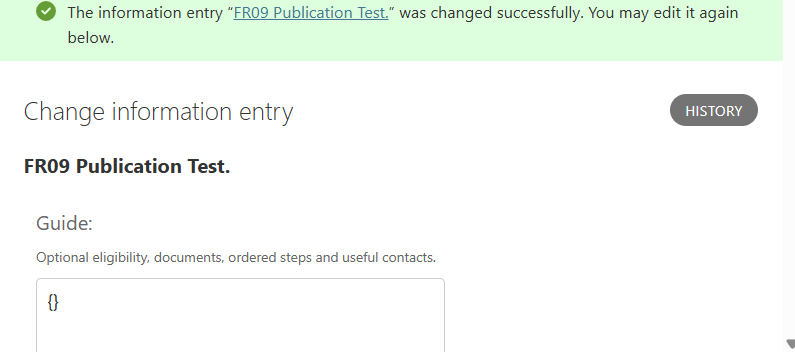 The information entry “FR09 Publication Test.” was changed successfully. You may edit it again
below.
Change information entry
HISTORY
FR09 Publication Test.
Guide:
Optional eligibility, documents, ordered steps and useful contacts.
{}